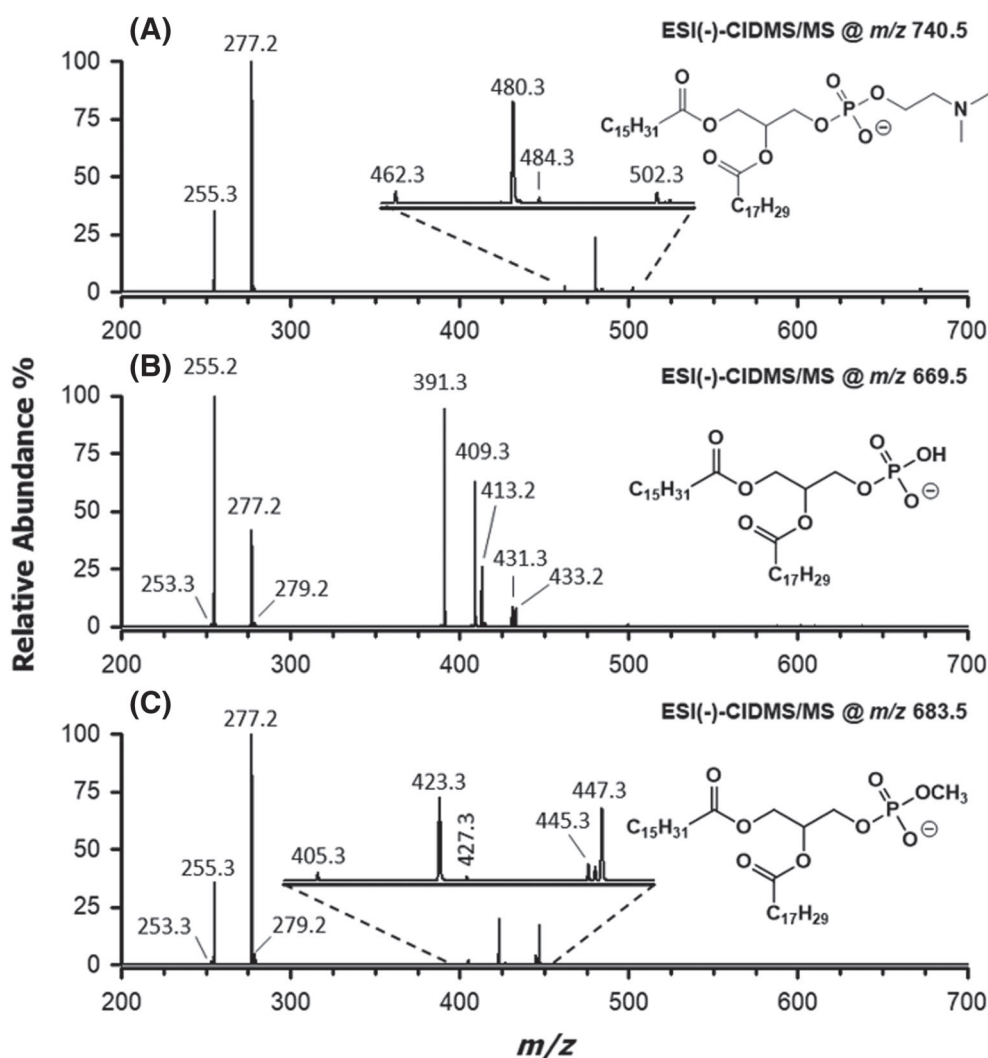 (A)
ESI(-)-CIDMS/MS @ m/z 740.5
277.2
255.3
462.3
480.3
484.3
502.3
O
C15H31
O
O
O
C17H29
O
P
O
O⊖
O
N
100
75
50
25
0
200 300 400 500 600 700
(B)
ESI(-)-CIDMS/MS @ m/z 669.5
255.2
277.2
253.3
279.2
391.3
409.3
413.2
431.3
433.2
O
C15H31
O
O
O
C17H29
O
P
O
OH
O⊖
100
75
50
25
0
200 300 400 500 600 700
(C)
ESI(-)-CIDMS/MS @ m/z 683.5
277.2
255.3
253.3
279.2
405.3
423.3
427.3
445.3
447.3
O
C15H31
O
O
O
C17H29
O
P
O
OCH3
O⊖
100
75
50
25
0
200 300 400 500 600 700
Relative Abundance %
m/z